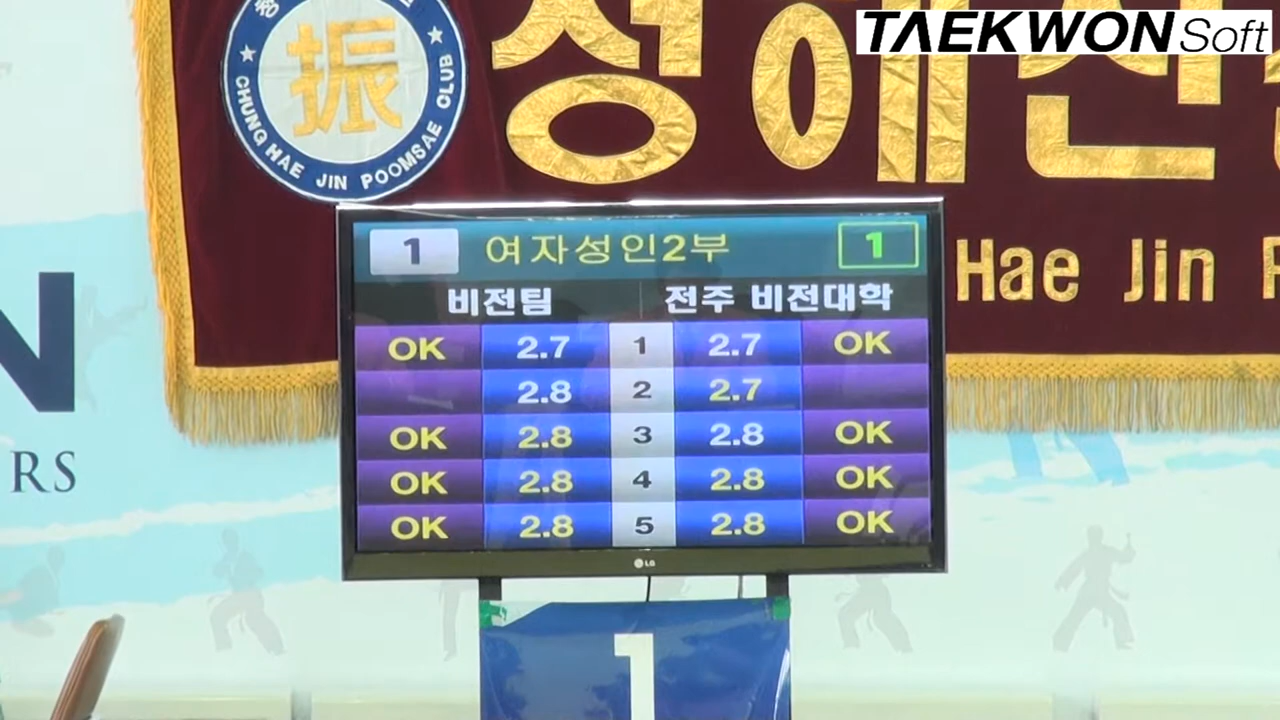 TAEKWONSoft
振
CHUNG HAE JIN POOMSAE CLUB
Hae Jin
1 여자성인2부 1
비전팀 전주 비전대학
OK 2.7 1 2.7 OK
2.8 2 2.7
OK 2.8 3 2.8 OK
OK 2.8 4 2.8 OK
OK 2.8 5 2.8 OK
LG
N
RS
1